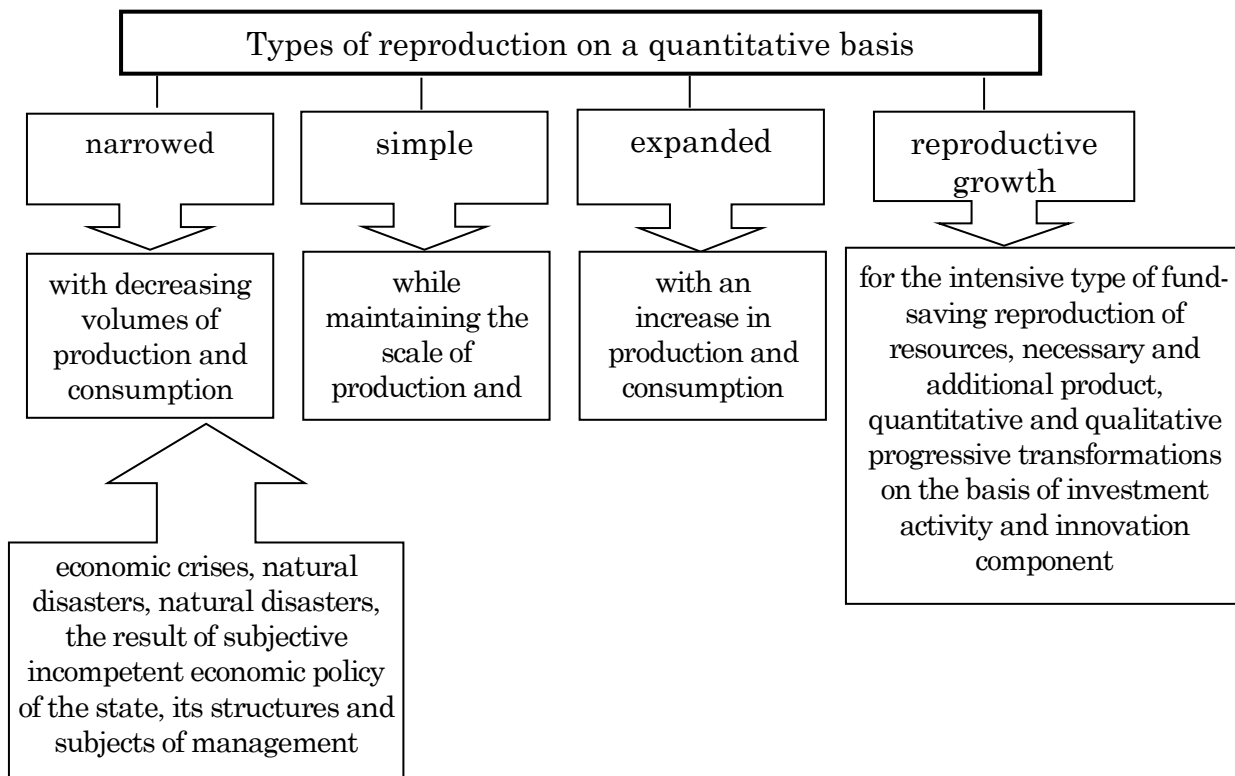 Types of reproduction on a quantitative basis
narrowed
simple
expanded
reproductive
growth
with decreasing
volumes of
production and
consumption
while
maintaining the
scale of
production and
with an
increase in
production and
consumption
for the intensive type of fund-
saving reproduction of
resources, necessary and
additional product,
quantitative and qualitative
progressive transformations
on the basis of investment
activity and innovation
component
economic crises, natural
disasters, natural disasters,
the result of subjective
incompetent economic policy
of the state, its structures and
subjects of management